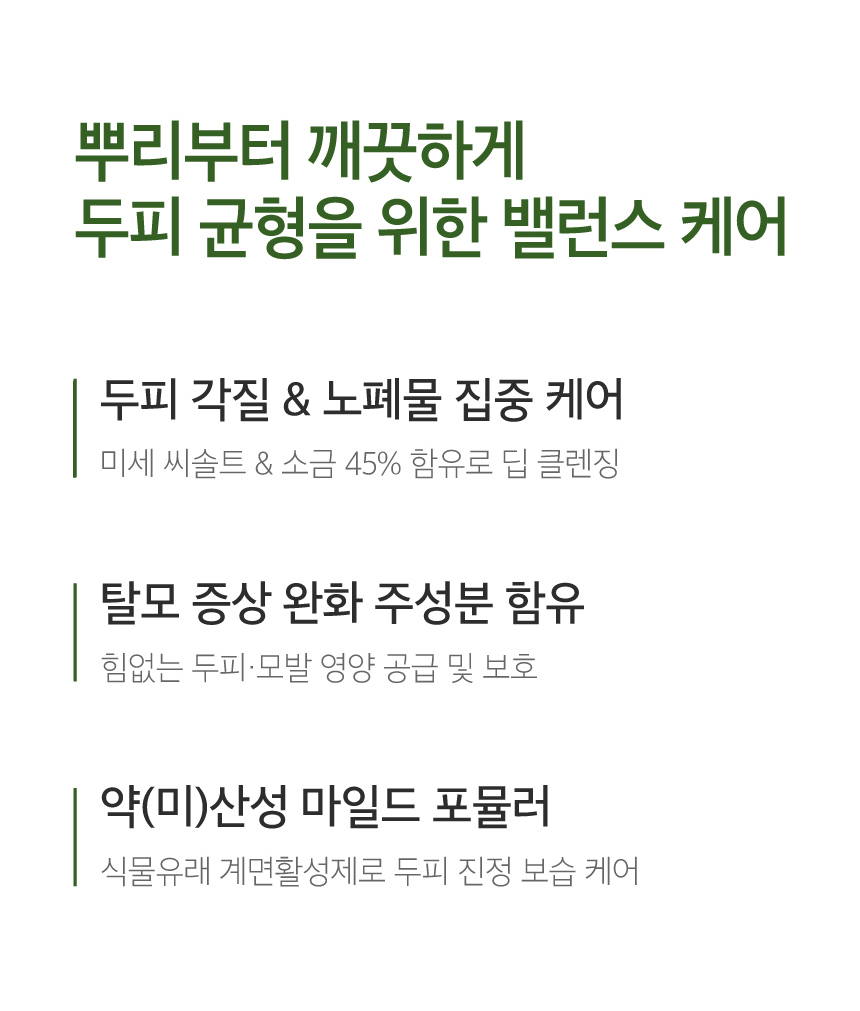 뿌리부터 깨끗하게
두피 균형을 위한 밸런스 케어
두피 각질 & 노폐물 집중 케어
미세 씨솔트 & 소금 45% 함유로 딥 클렌징
탈모 증상 완화 주성분 함유
힘없는 두피·모발 영양 공급 및 보호
약(미)산성 마일드 포뮬러
식물유래 계면활성제로 두피 진정 보습 케어